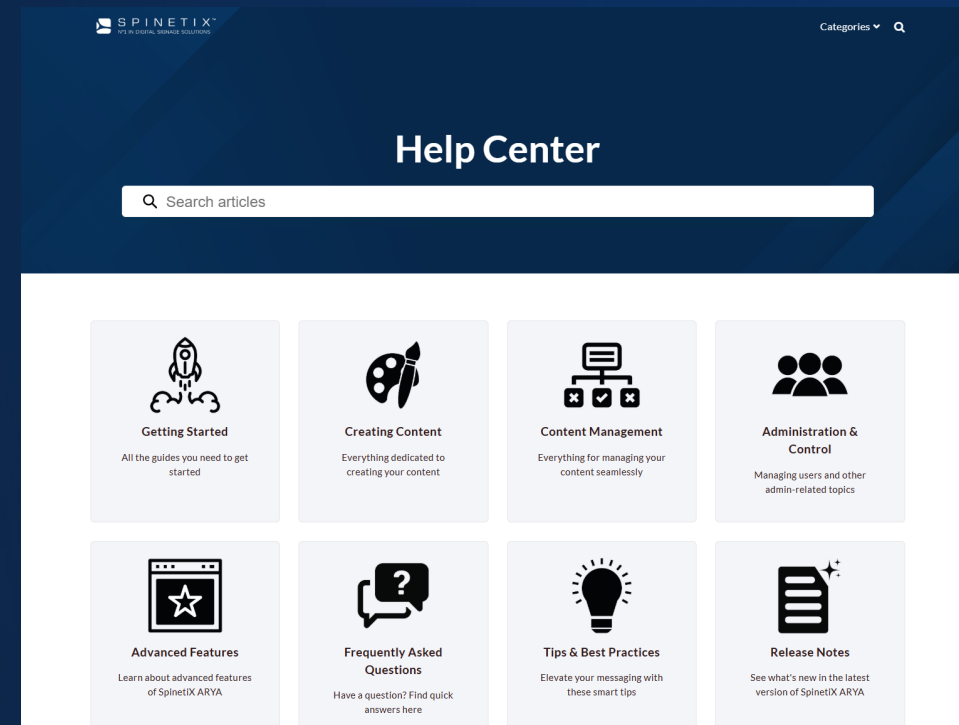 SPINETIX™
N°1 IN DIGITAL SIGNAGE SOLUTIONS
Categories
Help Center
Search articles
Getting Started
All the guides you need to get
started
Creating Content
Everything dedicated to
creating your content
Content Management
Everything for managing your
content seamlessly
Administration &
Control
Managing users and other
admin-related topics
Advanced Features
Learn about advanced features
of SpinetiX ARYA
Frequently Asked
Questions
Have a question? Find quick
answers here
Tips & Best Practices
Elevate your messaging with
these smart tips
Release Notes
See what's new in the latest
version of SpinetiX ARYA